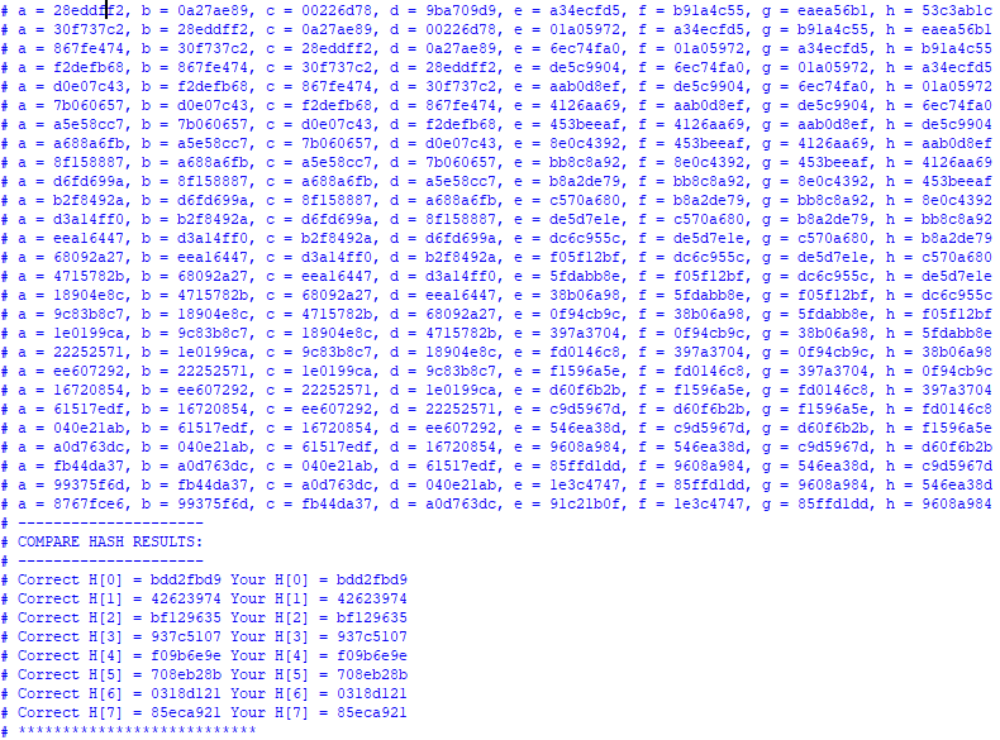 # a = 28eddff2, b = 0a27ae89, c = 00226d78, d = 9ba709d9, e = a34ecfd5, f = b91a4c55, g = eaea56b1, h = 53c3ab1c
# a = 30f737c2, b = 28eddff2, c = 0a27ae89, d = 00226d78, e = 01a05972, f = a34ecfd5, g = b91a4c55, h = eaea56b1
# a = 867fe474, b = 30f737c2, c = 28eddff2, d = 0a27ae89, e = 6ec74fa0, f = 01a05972, g = a34ecfd5, h = b91a4c55
# a = f2defb68, b = 867fe474, c = 30f737c2, d = 28eddff2, e = de5c9904, f = 6ec74fa0, g = 01a05972, h = a34ecfd5
# a = d0e07c43, b = f2defb68, c = 867fe474, d = 30f737c2, e = aab0d8ef, f = de5c9904, g = 6ec74fa0, h = 01a05972
# a = 7b060657, b = d0e07c43, c = f2defb68, d = 867fe474, e = 4126aa69, f = aab0d8ef, g = de5c9904, h = 6ec74fa0
# a = a5e58cc7, b = 7b060657, c = d0e07c43, d = f2defb68, e = 453beeaf, f = 4126aa69, g = aab0d8ef, h = de5c9904
# a = a688a6fb, b = a5e58cc7, c = 7b060657, d = d0e07c43, e = 8e0c4392, f = 453beeaf, g = 4126aa69, h = aab0d8ef
# a = 8f158887, b = a688a6fb, c = a5e58cc7, d = 7b060657, e = bb8c8a92, f = 8e0c4392, g = 453beeaf, h = 4126aa69
# a = d6fd699a, b = 8f158887, c = a688a6fb, d = a5e58cc7, e = b8a2de79, f = bb8c8a92, g = 8e0c4392, h = 453beeaf
# a = b2f8492a, b = d6fd699a, c = 8f158887, d = a688a6fb, e = c570a680, f = b8a2de79, g = bb8c8a92, h = 8e0c4392
# a = d3a14ff0, b = b2f8492a, c = d6fd699a, d = 8f158887, e = de5d7e1e, f = c570a680, g = b8a2de79, h = bb8c8a92
# a = eea16447, b = d3a14ff0, c = b2f8492a, d = d6fd699a, e = dc6c955c, f = de5d7e1e, g = c570a680, h = b8a2de79
# a = 68092a27, b = eea16447, c = d3a14ff0, d = b2f8492a, e = f05f12bf, f = dc6c955c, g = de5d7e1e, h = c570a680
# a = 4715782b, b = 68092a27, c = eea16447, d = d3a14ff0, e = 5fdabb8e, f = f05f12bf, g = dc6c955c, h = de5d7e1e
# a = 18904e8c, b = 4715782b, c = 68092a27, d = eea16447, e = 38b06a98, f = 5fdabb8e, g = f05f12bf, h = dc6c955c
# a = 9c83b8c7, b = 18904e8c, c = 4715782b, d = 68092a27, e = 0f94cb9c, f = 38b06a98, g = 5fdabb8e, h = f05f12bf
# a = 1e0199ca, b = 9c83b8c7, c = 18904e8c, d = 4715782b, e = 397a3704, f = 0f94cb9c, g = 38b06a98, h = 5fdabb8e
# a = 22252571, b = 1e0199ca, c = 9c83b8c7, d = 18904e8c, e = fd0146c8, f = 397a3704, g = 0f94cb9c, h = 38b06a98
# a = ee607292, b = 22252571, c = 1e0199ca, d = 9c83b8c7, e = f1596a5e, f = fd0146c8, g = 397a3704, h = 0f94cb9c
# a = 16720854, b = ee607292, c = 22252571, d = 1e0199ca, e = d60f6b2b, f = f1596a5e, g = fd0146c8, h = 397a3704
# a = 61517edf, b = 16720854, c = ee607292, d = 22252571, e = c9d5967d, f = d60f6b2b, g = f1596a5e, h = fd0146c8
# a = 040e21ab, b = 61517edf, c = 16720854, d = ee607292, e = 546ea38d, f = c9d5967d, g = d60f6b2b, h = f1596a5e
# a = a0d763dc, b = 040e21ab, c = 61517edf, d = 16720854, e = 9608a984, f = 546ea38d, g = c9d5967d, h = d60f6b2b
# a = fb44da37, b = a0d763dc, c = 040e21ab, d = 61517edf, e = 85ffd1dd, f = 9608a984, g = 546ea38d, h = c9d5967d
# a = 99375f6d, b = fb44da37, c = a0d763dc, d = 040e21ab, e = 1e3c4747, f = 85ffd1dd, g = 9608a984, h = 546ea38d
# a = 8767fce6, b = 99375f6d, c = fb44da37, d = a0d763dc, e = 91c21b0f, f = 1e3c4747, g = 85ffd1dd, h = 9608a984
# ---------------------
# COMPARE HASH RESULTS:
# ---------------------
# Correct H[0] = bdd2fbd9 Your H[0] = bdd2fbd9
# Correct H[1] = 42623974 Your H[1] = 42623974
# Correct H[2] = bf129635 Your H[2] = bf129635
# Correct H[3] = 937c5107 Your H[3] = 937c5107
# Correct H[4] = f09b6e9e Your H[4] = f09b6e9e
# Correct H[5] = 708eb28b Your H[5] = 708eb28b
# Correct H[6] = 0318d121 Your H[6] = 0318d121
# Correct H[7] = 85eca921 Your H[7] = 85eca921
# ***************************